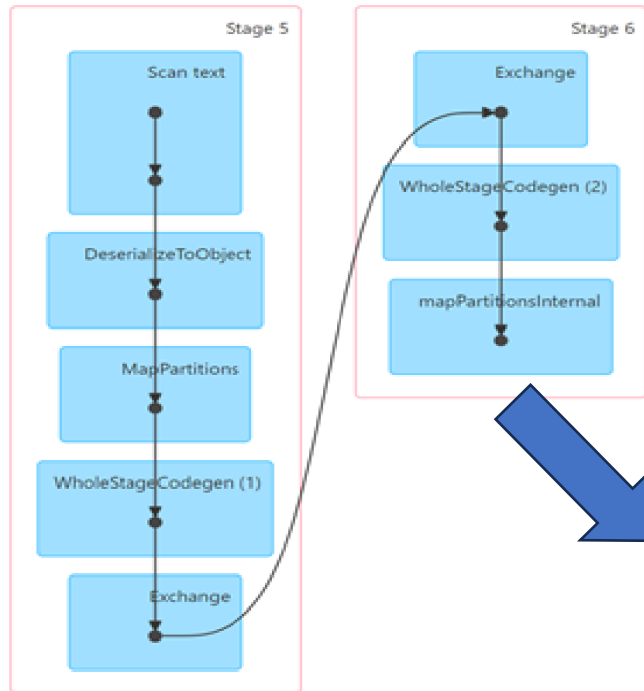 Stage 5
Scan text
DeserializeToObject
MapPartitions
WholeStageCodegen (1)
Exchange
Stage 6
Exchange
WholeStageCodegen (2)
mapPartitionsInternal